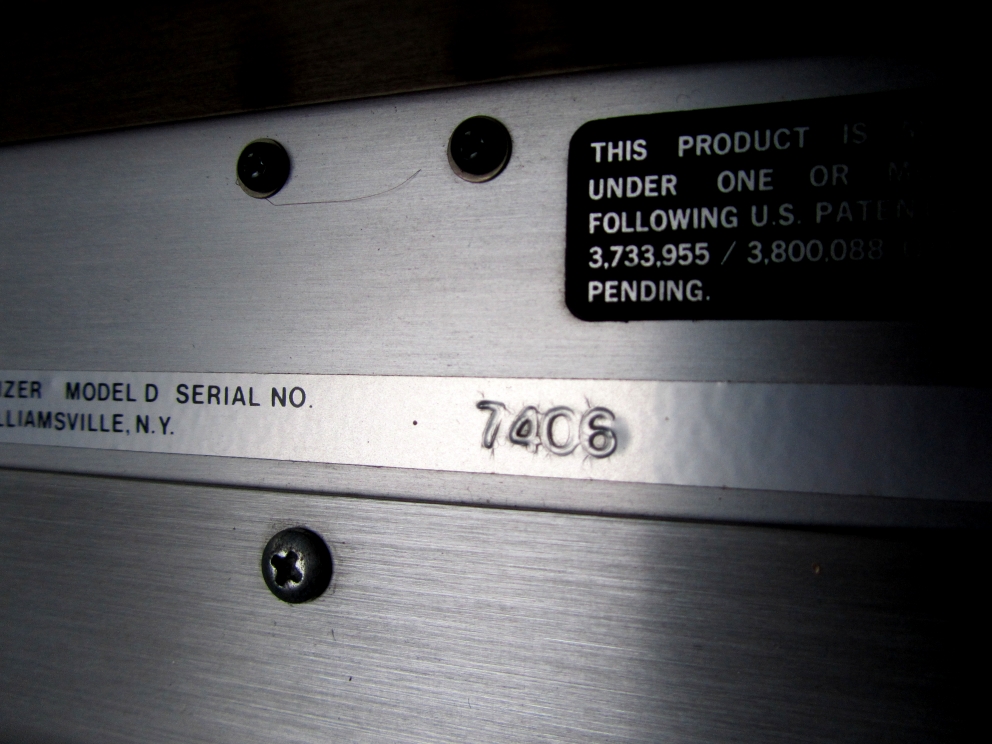 THIS PRODUCT IS
UNDER ONE OR
FOLLOWING U.S.
3,733,955 / 3,800,088
PENDING.
IZER MODEL D SERIAL NO.
LLIAMSVILLE, N.Y.
7406